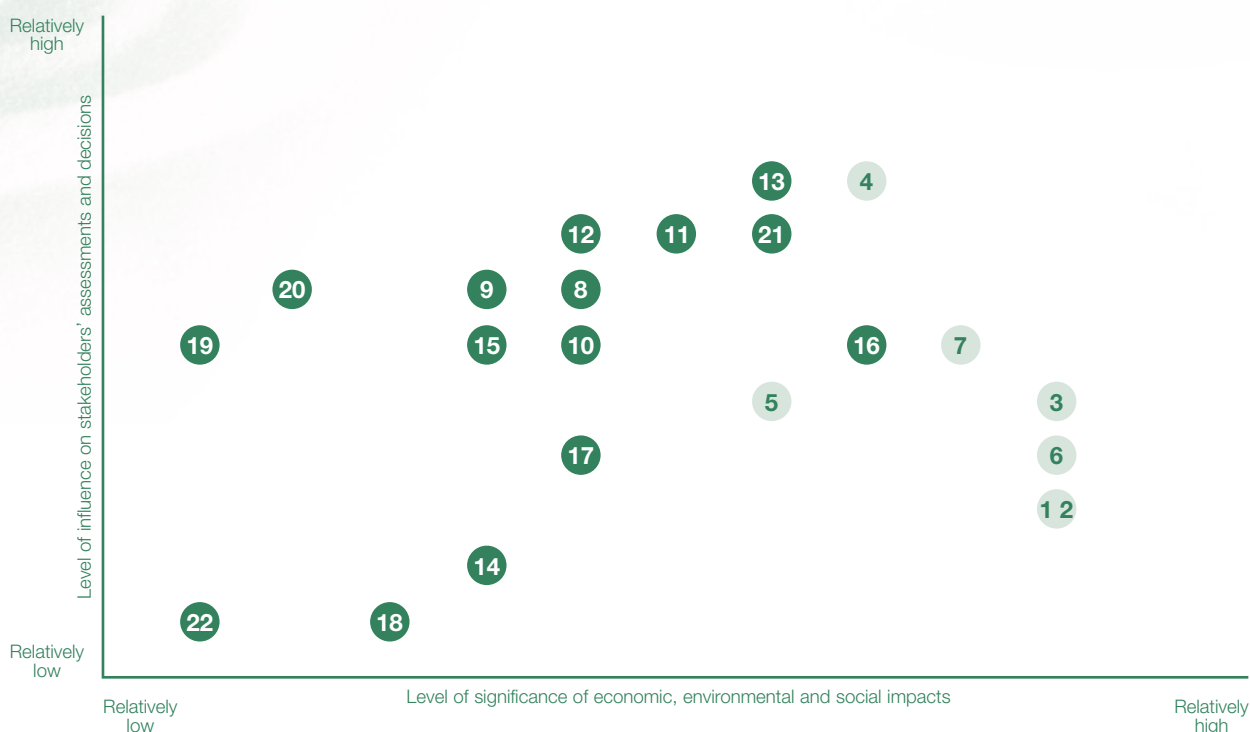 Relatively
high
Level of influence on stakeholders’ assessments and decisions
13 4
12 11 21
20 9 8
19 15 10 16 7
5 3
17 6
1 2
14
22 18
Relatively
low
Level of significance of economic, environmental and social impacts
Relatively
low
Relatively
high